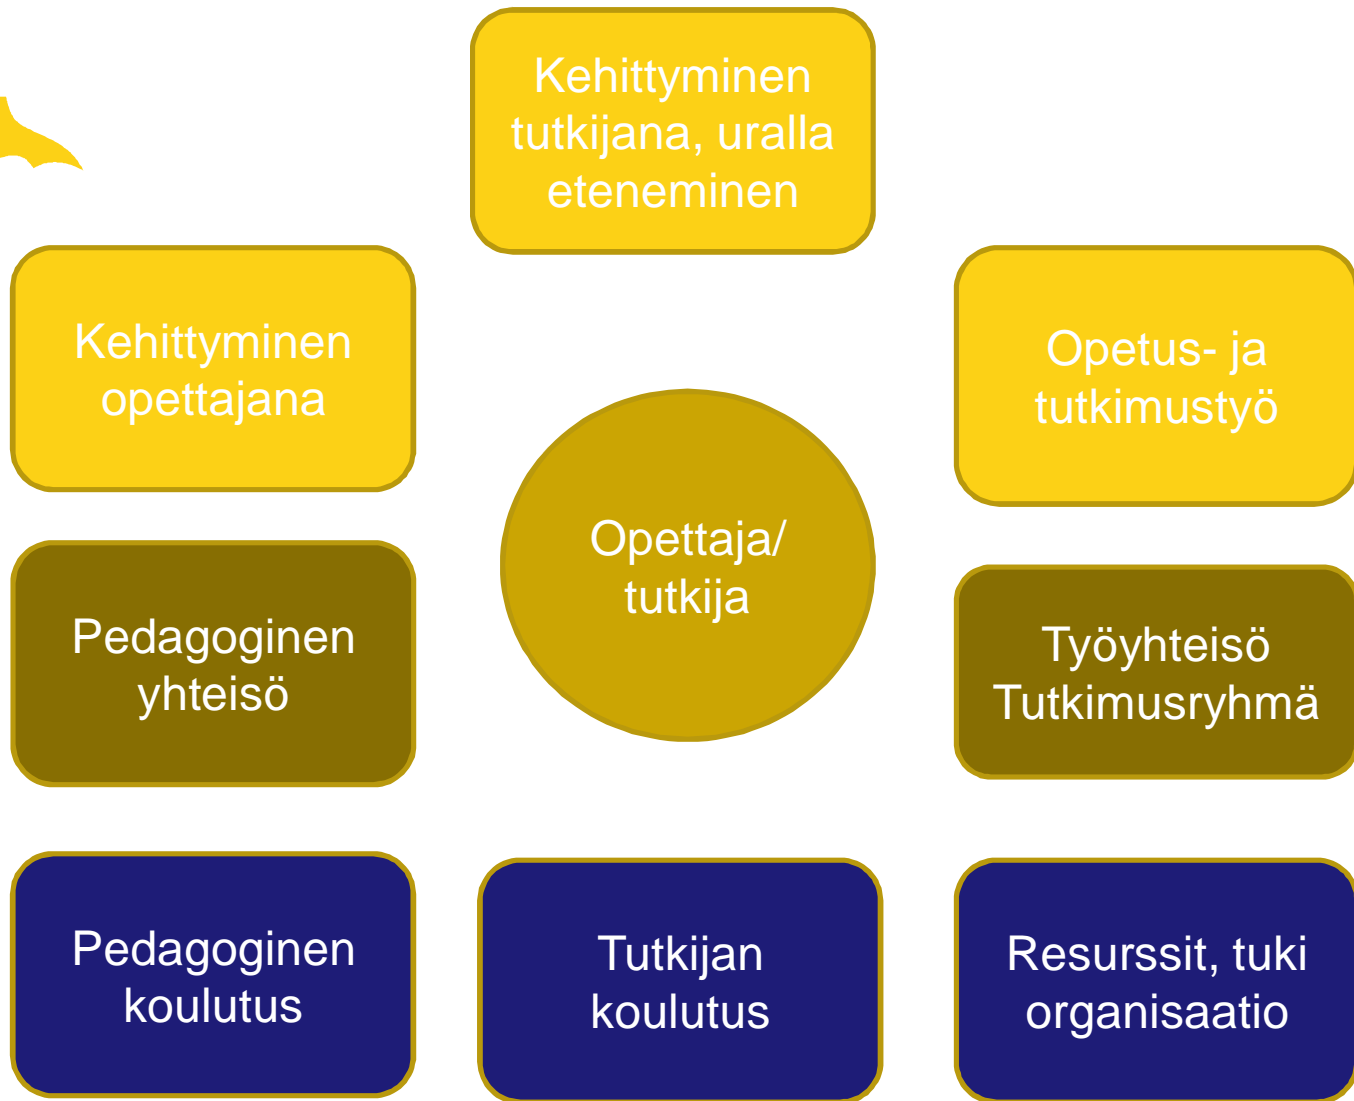 Kehittyminen
tutkijana, uralla
eteneminen
Kehittyminen
opettajana
Opetus- ja
tutkimustyö
Opettaja/
tutkija
Pedagoginen
yhteisö
Työyhteisö
Tutkimusryhmä
Pedagoginen
koulutus
Tutkijan
koulutus
Resurssit, tuki
organisaatio